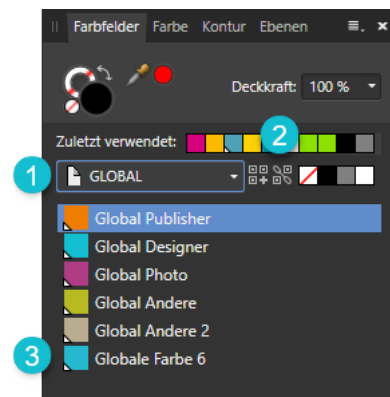 Farbfelder Farbe Kontur Ebenen
Deckkraft: 100 %
Zuletzt verwendet: 2
1 GLOBAL
Global Publisher
Global Designer
Global Photo
Global Andere
Global Andere 2
3 Globale Farbe 6